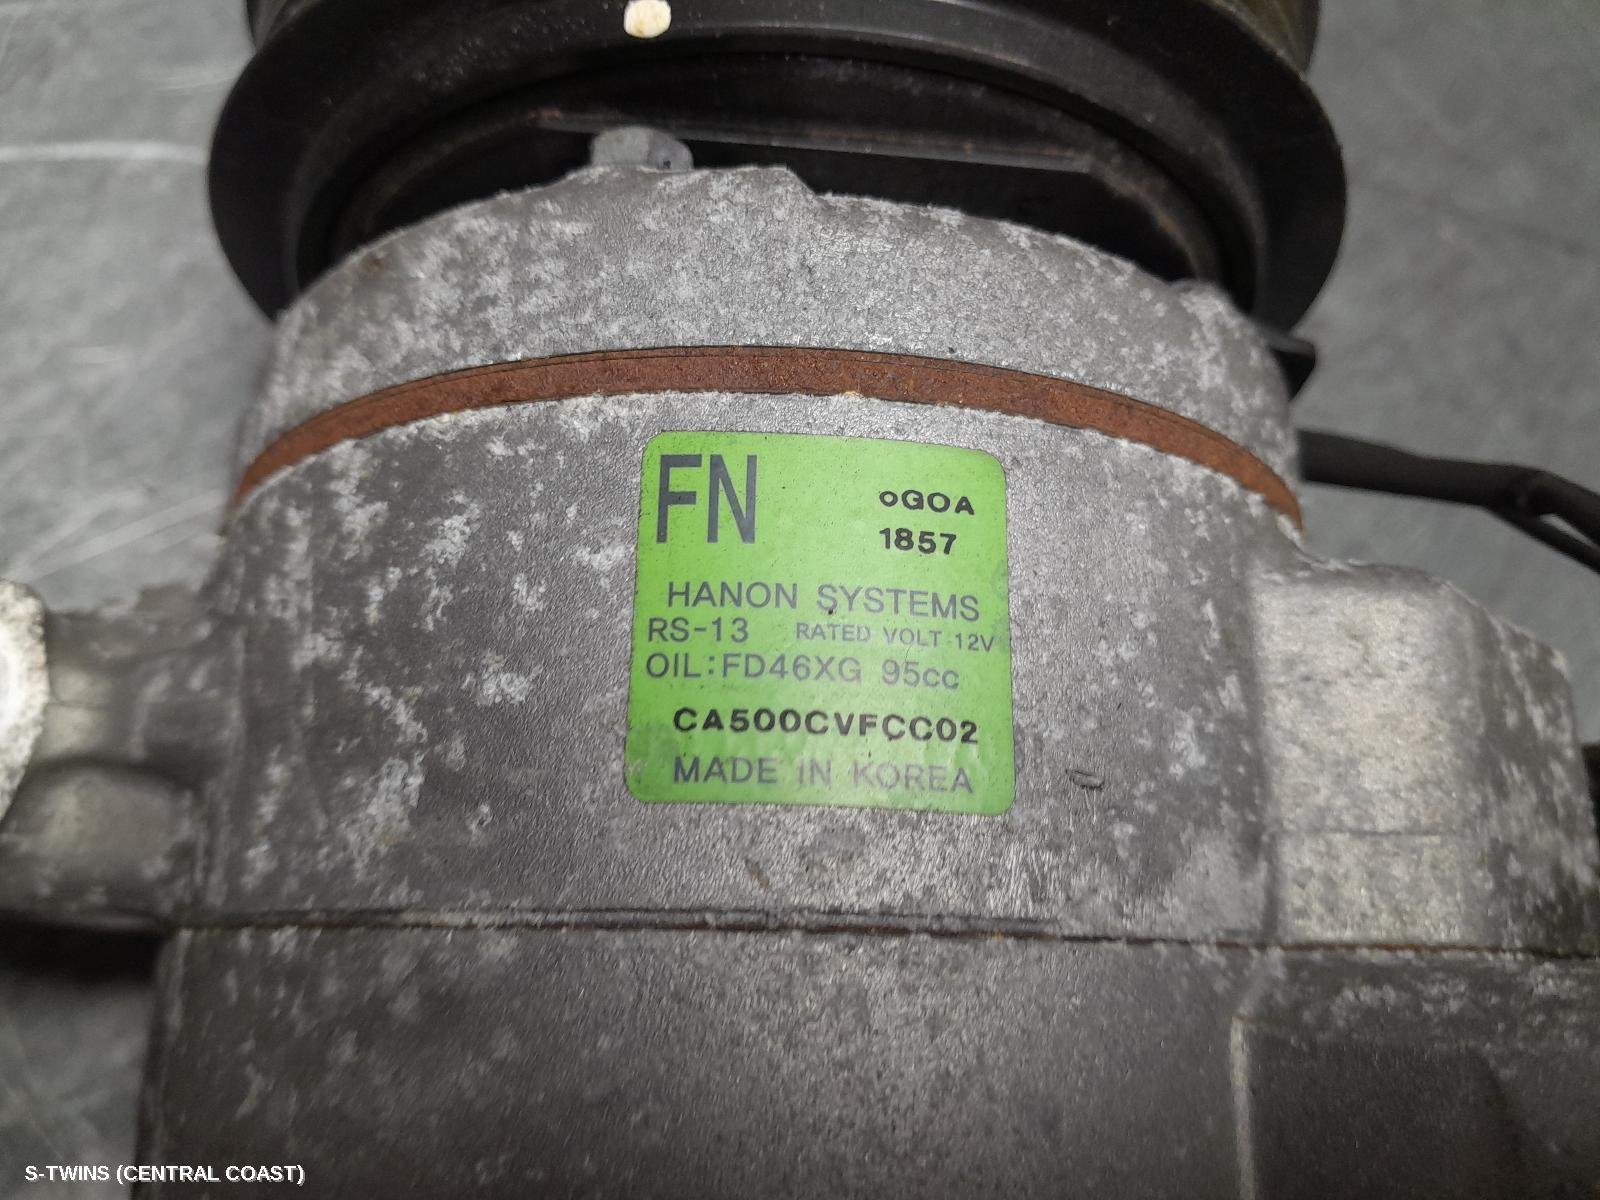 FN
oGOA
1857
HANON SYSTEMS
RS-13 RATED VOLT 12V
OIL:FD46XG 95cc
CA500CVFCC02
MADE IN KOREA
S-TWINS (CENTRAL COAST)